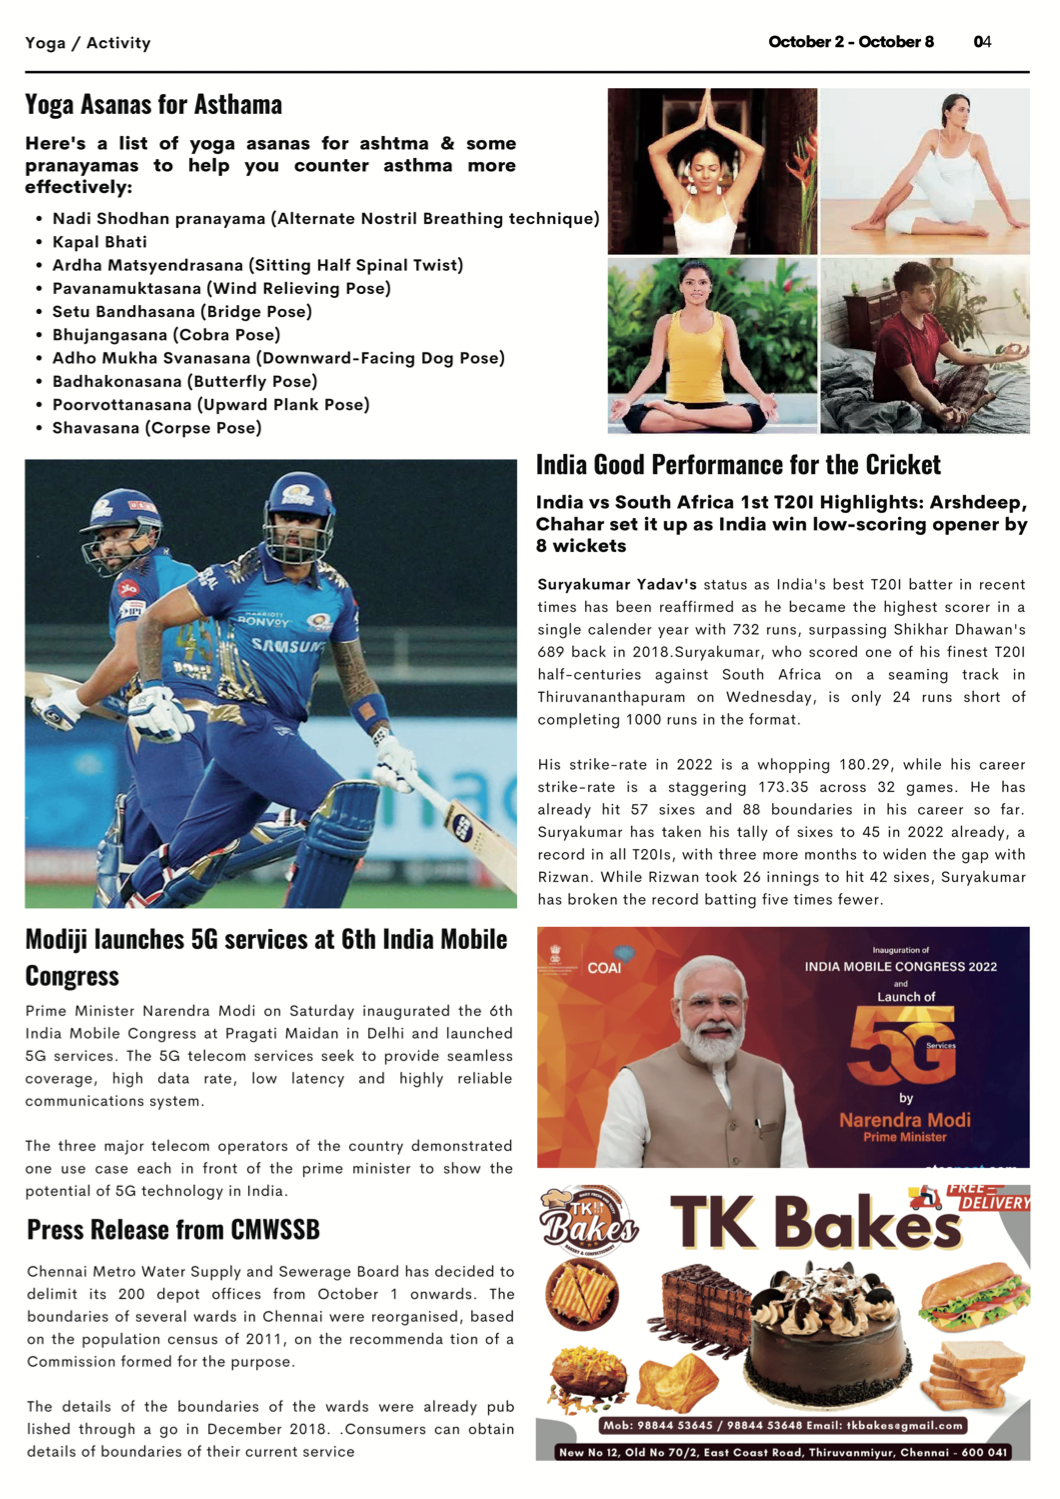 Yoga / Activity
October 2 - October 8
04
Yoga Asanas for Asthama
Here's a list of yoga asanas for ashtma & some
pranayamas to help you counter asthma more
effectively:
• Nadi Shodhan pranayama (Alternate Nostril Breathing technique)
• Kapal Bhati
• Ardha Matsyendrasana (Sitting Half Spinal Twist)
• Pavanamuktasana (Wind Relieving Pose)
• Setu Bandhasana (Bridge Pose)
• Bhujangasana (Cobra Pose)
• Adho Mukha Svanasana (Downward-Facing Dog Pose)
• Badhakonasana (Butterfly Pose)
• Poorvottanasana (Upward Plank Pose)
• Shavasana (Corpse Pose)
India Good Performance for the Cricket
India vs South Africa 1st T20I Highlights: Arshdeep,
Chahar set it up as India win low-scoring opener by
8 wickets
Suryakumar Yadav's status as India's best T20I batter in recent
times has been reaffirmed as he became the highest scorer in a
single calender year with 732 runs, surpassing Shikhar Dhawan's
689 back in 2018.Suryakumar, who scored one of his finest T20I
half-centuries against South Africa on a seaming track in
Thiruvananthapuram on Wednesday, is only 24 runs short of
completing 1000 runs in the format.
His strike-rate in 2022 is a whopping 180.29, while his career
strike-rate is a staggering 173.35 across 32 games. He has
already hit 57 sixes and 88 boundaries in his career so far.
Suryakumar has taken his tally of sixes to 45 in 2022 already, a
record in all T20Is, with three more months to widen the gap with
Rizwan. While Rizwan took 26 innings to hit 42 sixes, Suryakumar
has broken the record batting five times fewer.
MARRIOTT
BONVOY
SAMSUNG
IPL
SS
Modiji launches 5G services at 6th India Mobile
Congress
Prime Minister Narendra Modi on Saturday inaugurated the 6th
India Mobile Congress at Pragati Maidan in Delhi and launched
5G services. The 5G telecom services seek to provide seamless
coverage, high data rate, low latency and highly reliable
communications system.
The three major telecom operators of the country demonstrated
one use case each in front of the prime minister to show the
potential of 5G technology in India.
COAI
Inauguration of
INDIA MOBILE CONGRESS 2022
and
Launch of
5G
Services
by
Narendra Modi
Prime Minister
Press Release from CMWSSB
Chennai Metro Water Supply and Sewerage Board has decided to
delimit its 200 depot offices from October 1 onwards. The
boundaries of several wards in Chennai were reorganised, based
on the population census of 2011, on the recommenda tion of a
Commission formed for the purpose.
The details of the boundaries of the wards were already pub
lished through a go in December 2018. .Consumers can obtain
details of boundaries of their current service
TK!!
Bakes
BAKERY & CONFECTIONERY
TK Bakes
FREE
DELIVERY
Mob: 98844 53645 / 98844 53648 Email: tkbakes@gmail.com
New No 12, Old No 70/2, East Coast Road, Thiruvanmiyur, Chennai - 600 041